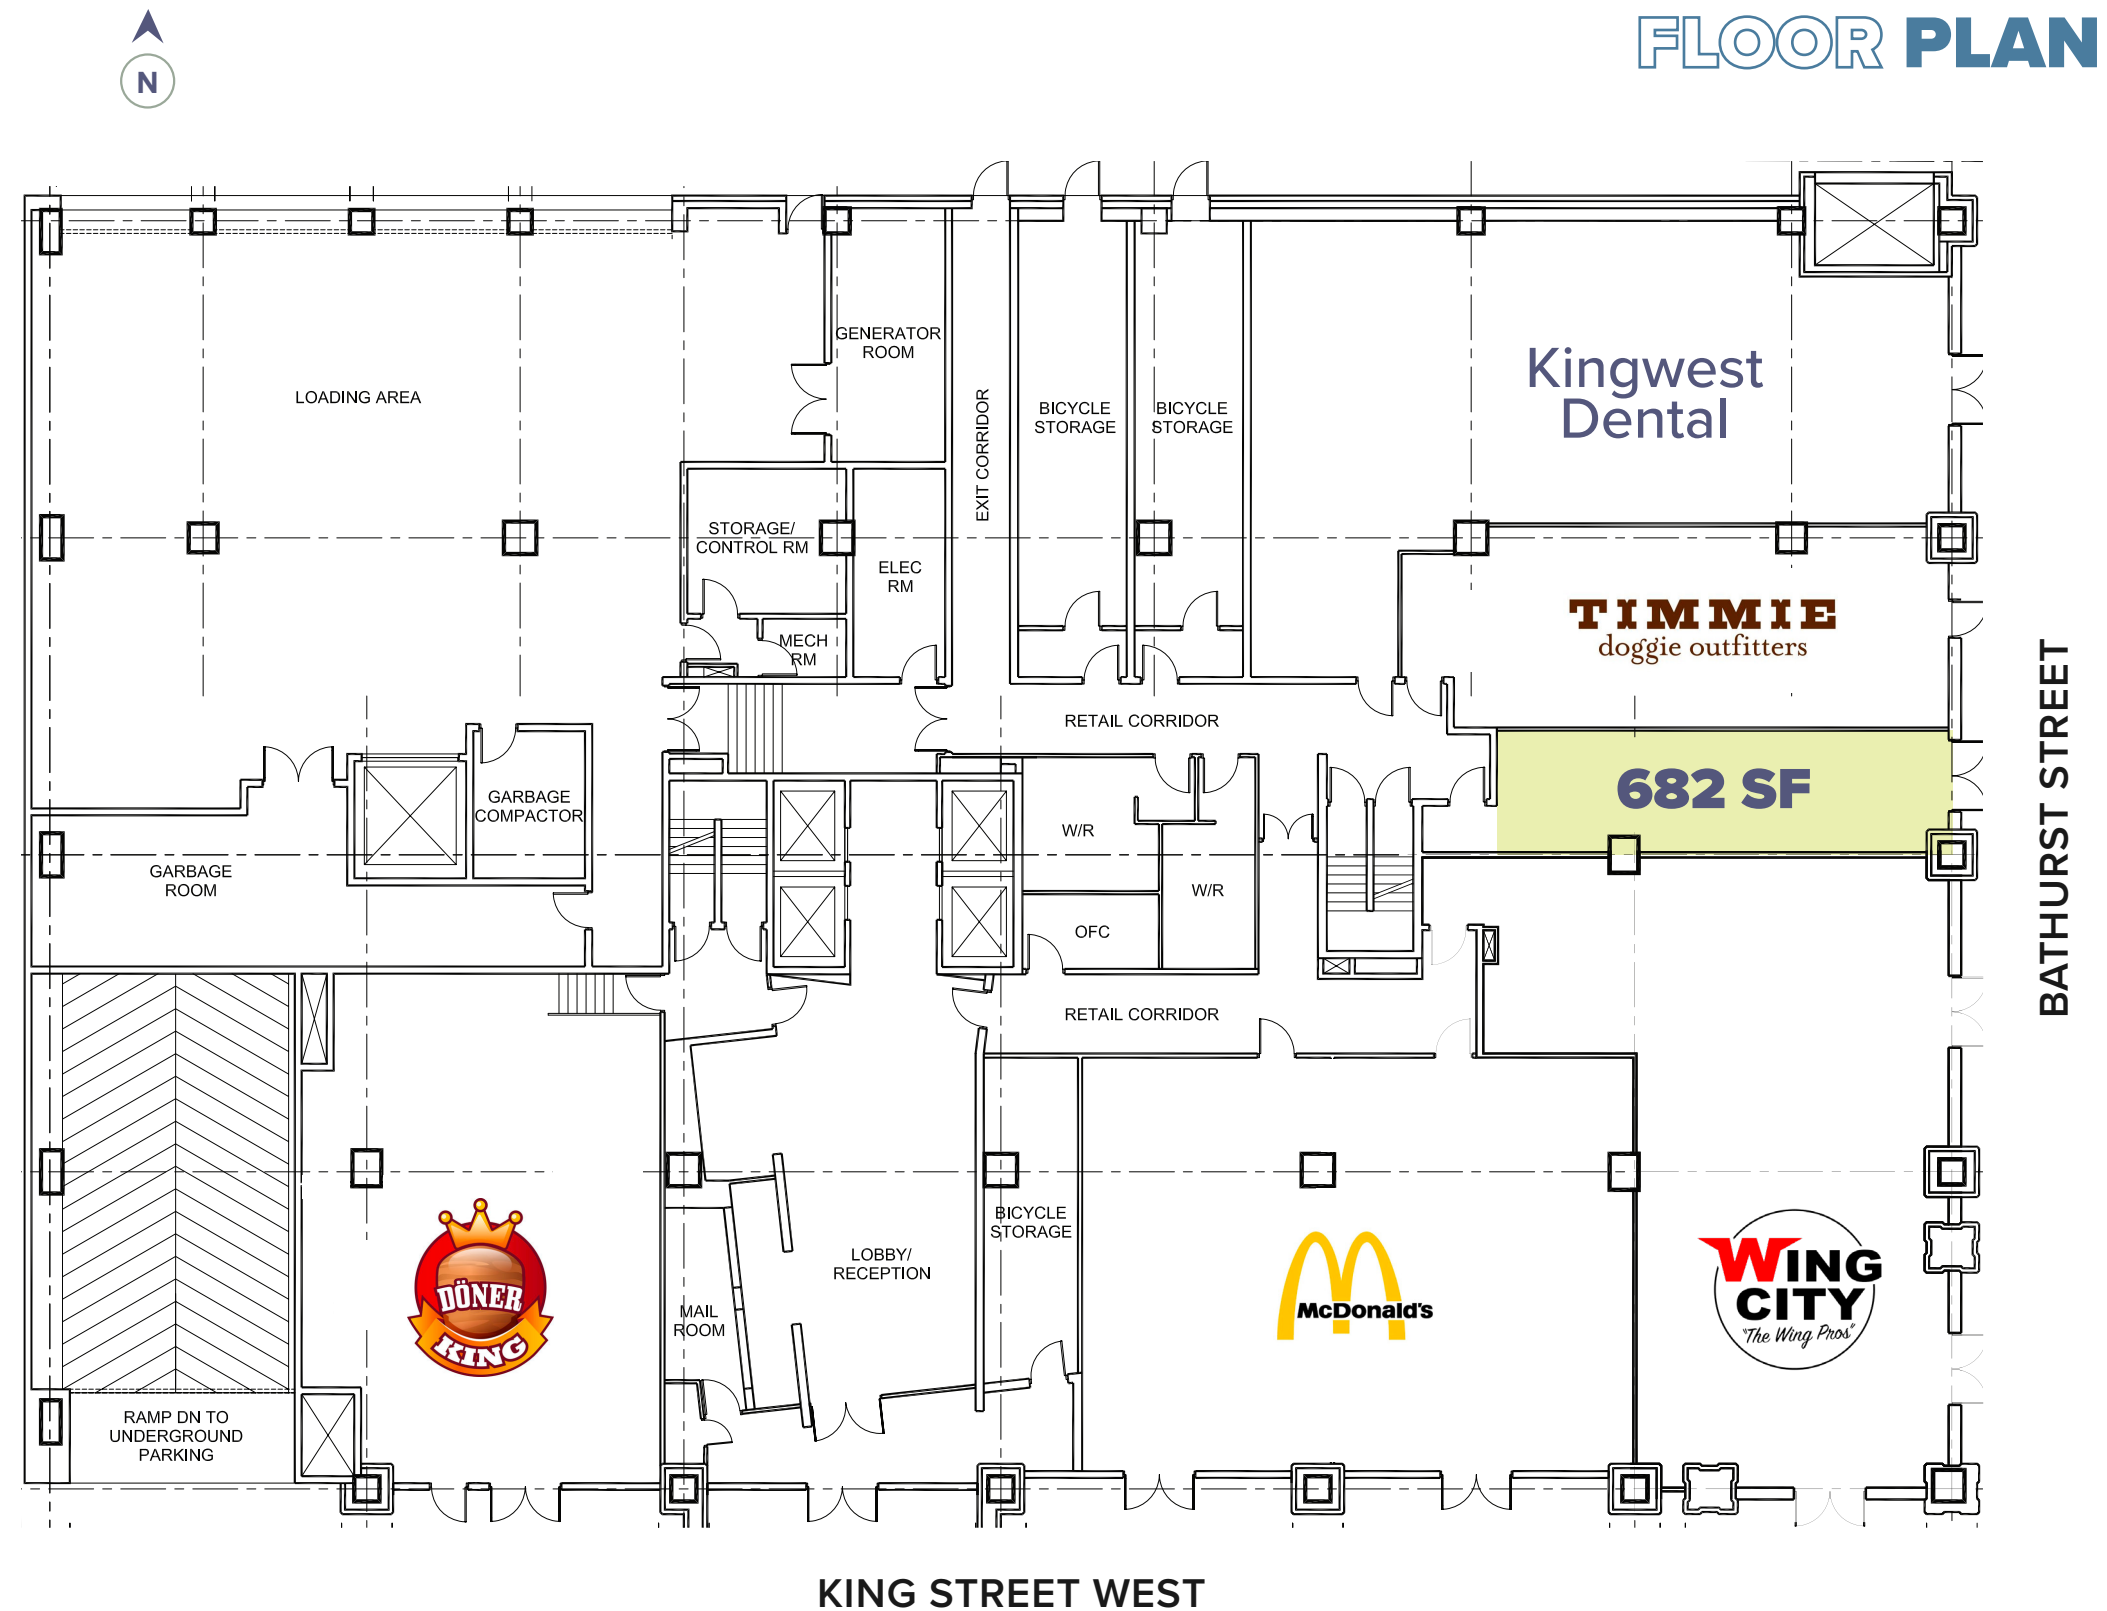 N
FLOOR PLAN
GENERATOR
ROOM
LOADING AREA
EXIT CORRIDOR
BICYCLE
STORAGE
BICYCLE
STORAGE
Kingwest
Dental
STORAGE/
CONTROL RM
ELEC
RM
MECH
RM
TIMMIE
doggie outfitters
RETAIL CORRIDOR
682 SF
BATHURST STREET
GARBAGE
COMPACTOR
GARBAGE
ROOM
W/R
W/R
OFC
RETAIL CORRIDOR
BICYCLE
STORAGE
LOBBY/
RECEPTION
MAIL
ROOM
DÖNER
KING
McDonald's
WING
CITY
"The Wing Pros"
RAMP DN TO
UNDERGROUND
PARKING
KING STREET WEST